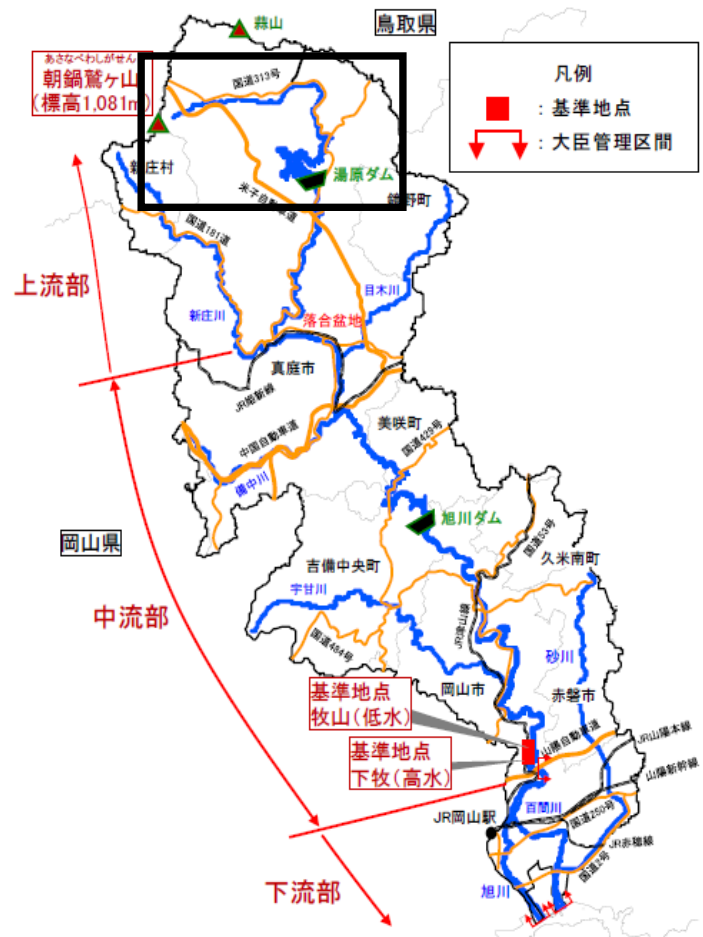 蒜山
鳥取県
あさなべわしがせん
朝鍋鷲ヶ山
(標高1,081m)
国道313号
凡例
：基準地点
：大臣管理区間
新庄村
湯原ダム
米子自動車道
鏡野町
国道181道
上流部
新庄川
目木川
落合盆地
真庭市
JR姫新線
美咲町
国道429号
中国自動車道
備中川
旭川ダム
岡山県
国道53号
吉備中央町
久米南町
宇甘川
JR津山線
中流部
国道484号
砂川
岡山市
赤磐市
基準地点
牧山(低水)
基準地点
下牧(高水)
山陽自動車道
JR山陽本線
山陽新幹線
百間川
国道250号
JR岡山駅
JR赤穂線
国道2号
下流部
旭川